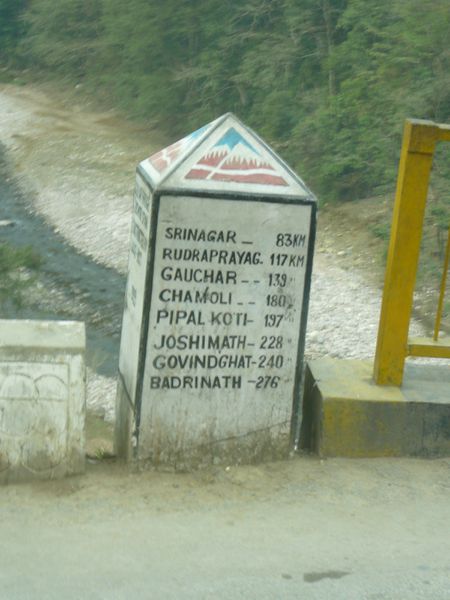 SRINAGAR - 83KM
RUDRAPRAYAG. 117KM
GAUCHAR - - 139 "
CHAMOLI - - 180 "
PIPAL KOTI - 197 "
JOSHIMATH - 228 "
GOVINDGHAT - 240 "
BADRINATH - 276 "